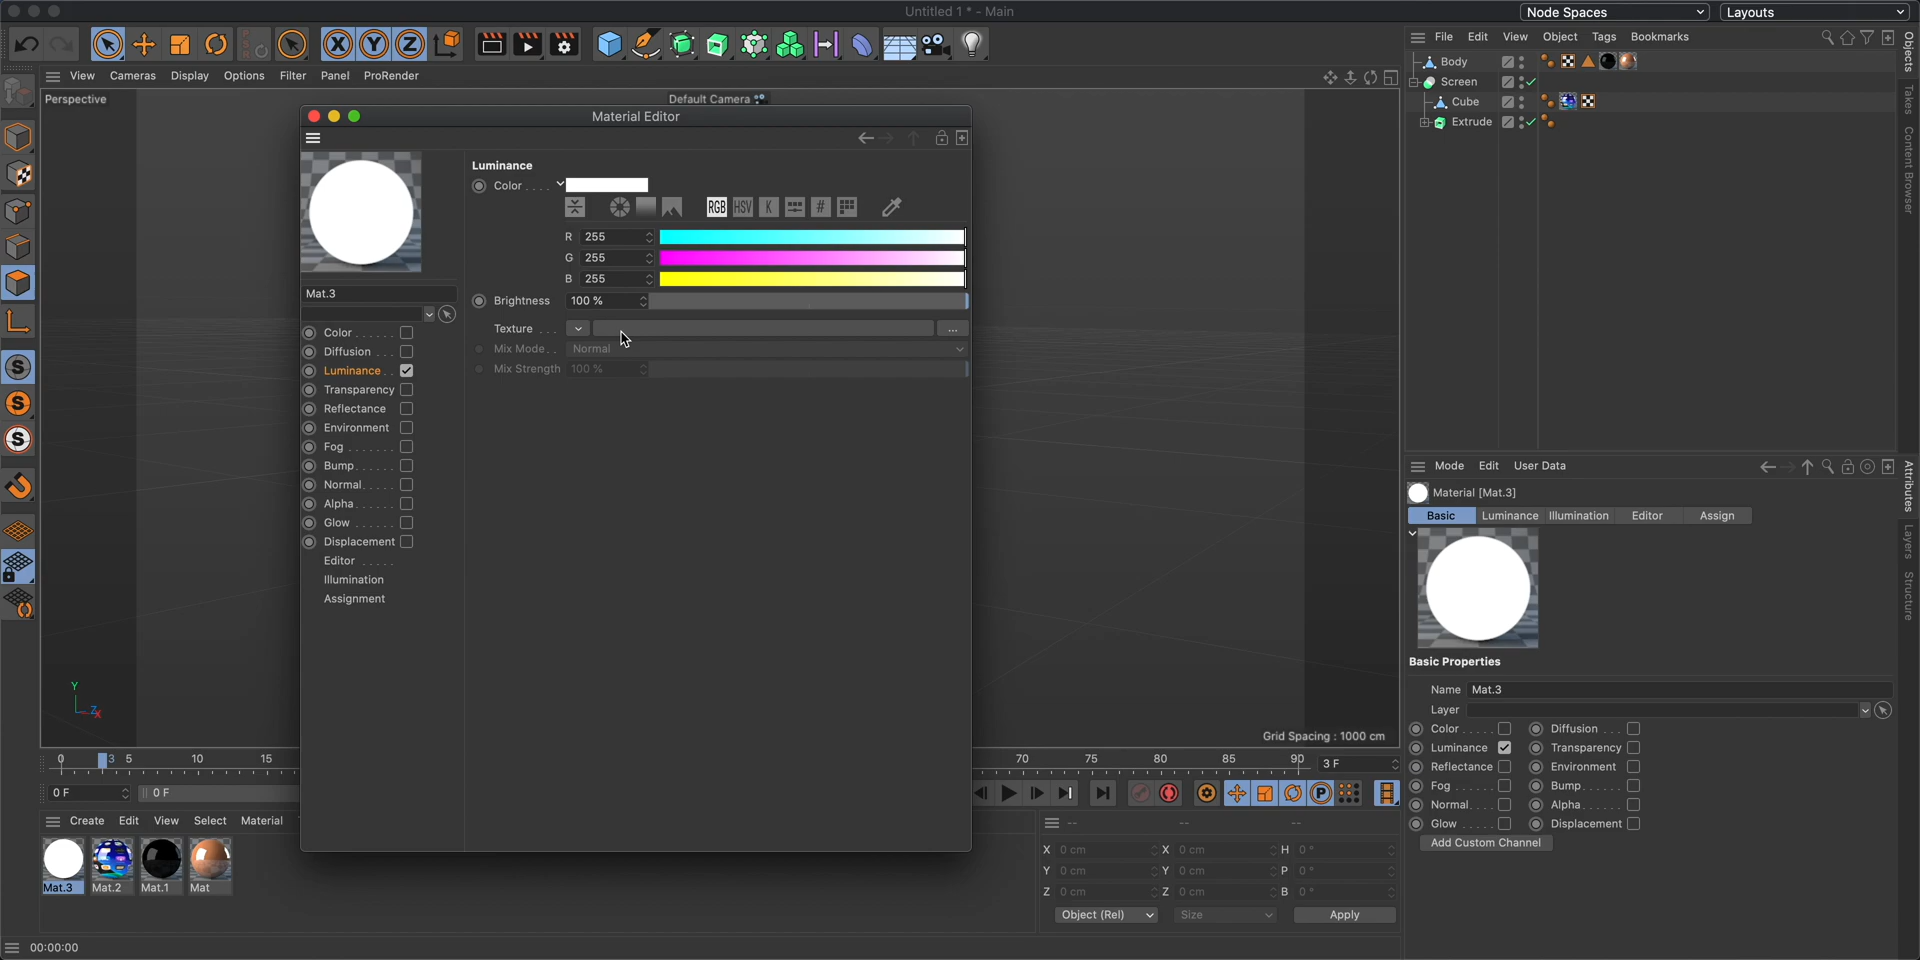 Untitled 1 * - Main
Node Spaces
Layouts
PSR
X Y Z
File Edit View Object Tags Bookmarks
View Cameras Display Options Filter Panel ProRender
Perspective
Default Camera
Body
Screen
Cube
Extrude
Objects
Takes
Content Browser
Material Editor
Luminance
Color . . . .
RGB HSV K #
R 255
G 255
B 255
Brightness 100 %
Texture . . . ...
Mix Mode. . Normal
Mix Strength 100 %
Mat.3
Color . . . . . .
Diffusion . . .
Luminance . .
Transparency
Reflectance
Environment
Fog . . . . . . .
Bump. . . . . .
Normal. . . . .
Alpha. . . . . .
Glow . . . . . .
Displacement
Editor . . . . .
Illumination
Assignment
S
S
S
Y
Z
X
Grid Spacing : 1000 cm
0 3 5 10 15 70 75 80 85 90 3 F
0 F 0 F
P
Create Edit View Select Material
Mat.3 Mat.2 Mat.1 Mat
-- -- --
X 0 cm X 0 cm H 0 °
Y 0 cm Y 0 cm P 0 °
Z 0 cm Z 0 cm B 0 °
Object (Rel) Size Apply
00:00:00
Mode Edit User Data
Material [Mat.3]
Basic Luminance Illumination Editor Assign
Basic Properties
Name Mat.3
Layer
Color . . . . . Diffusion . . .
Luminance Transparency
Reflectance Environment
Fog . . . . . . Bump. . . . . .
Normal. . . . Alpha. . . . . .
Glow . . . . . Displacement
Add Custom Channel
Attributes
Layers
Structure